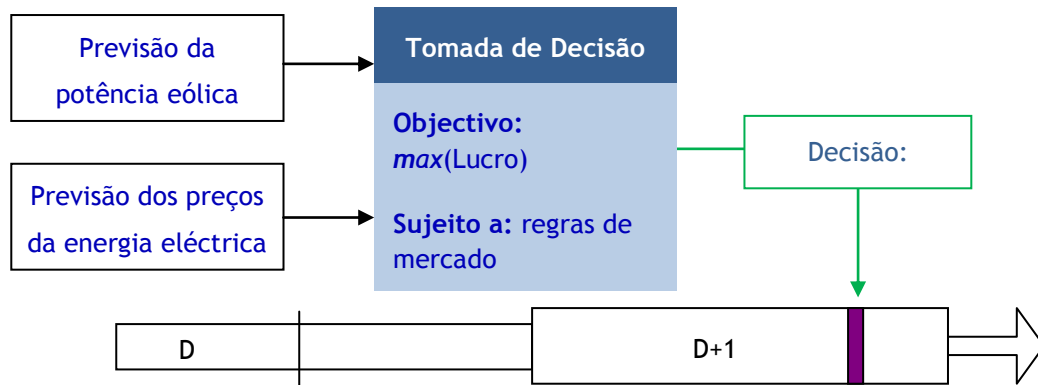 Previsão da
potência eólica
Previsão dos preços
da energia eléctrica
Tomada de Decisão
Objectivo:
max(Lucro)
Sujeito a: regras de
mercado
Decisão:
D
D+1